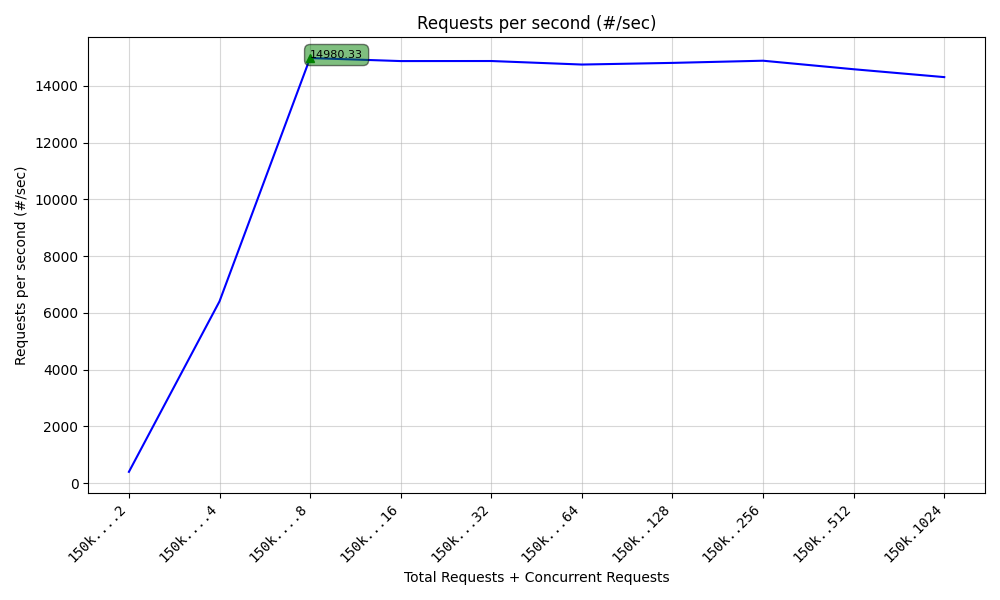 Requests per second (#/sec)
14980.33
14000
12000
10000
8000
6000
4000
2000
0
Requests per second (#/sec)
150k....2
150k....4
150k....8
150k...16
150k...32
150k...64
150k..128
150k..256
150k..512
150k.1024
Total Requests + Concurrent Requests